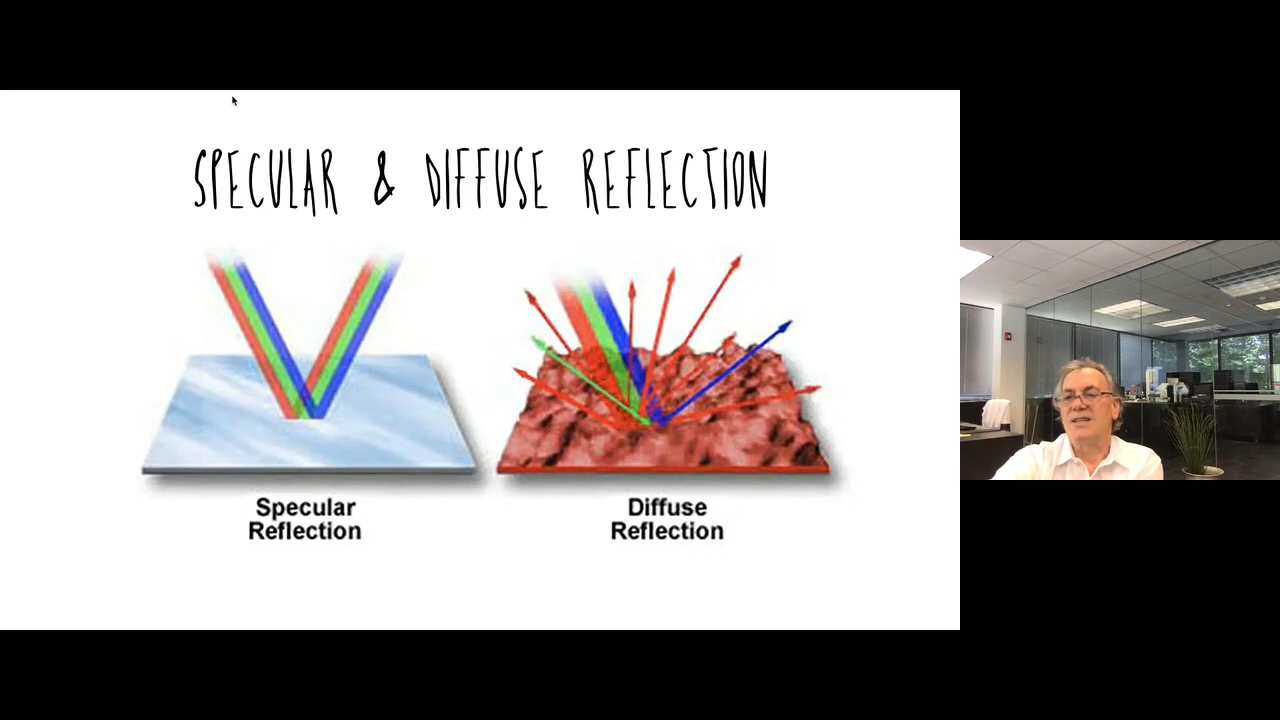 SPECULAR & DIFFUSE REFLECTION
Specular
Reflection
Diffuse
Reflection